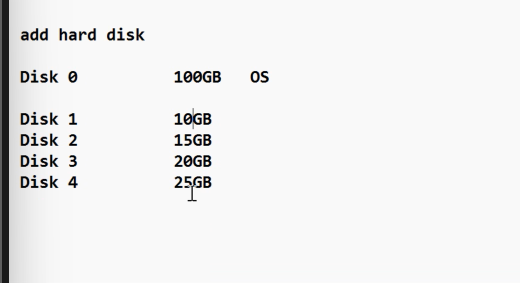 add hard disk
Disk 0 100GB OS
Disk 1 10GB
Disk 2 15GB
Disk 3 20GB
Disk 4 25GB